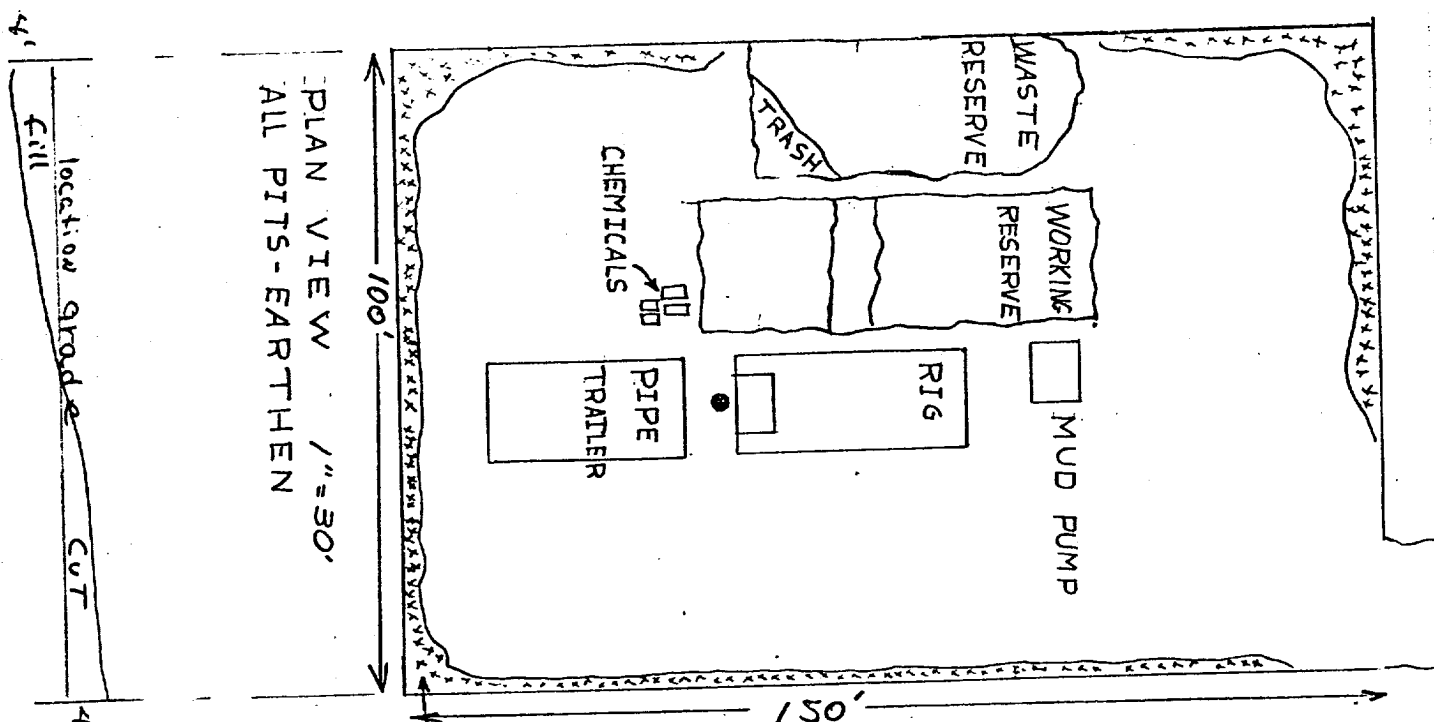 WASTE
RESERVE
TRASH
CHEMICALS
WORKING
RESERVE
RIG
PIPE
TRAILER
MUD PUMP
150'
100'
PLAN VIEW 1"=30'
ALL PITS-EARTHEN
4'
fill
location grade
CUT
4